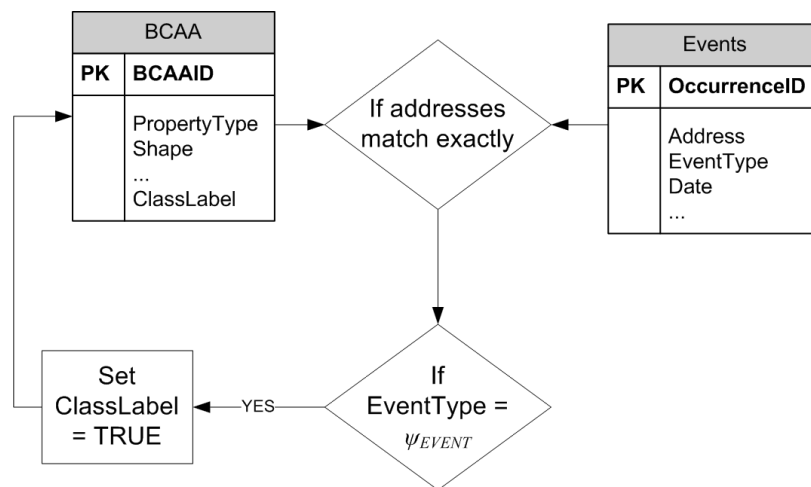 BCAA
PK BCAAID
PropertyType
Shape
...
ClassLabel
If addresses
match exactly
Events
PK OccurrenceID
Address
EventType
Date
...
Set
ClassLabel
= TRUE
YES
If
EventType =
ψEVENT